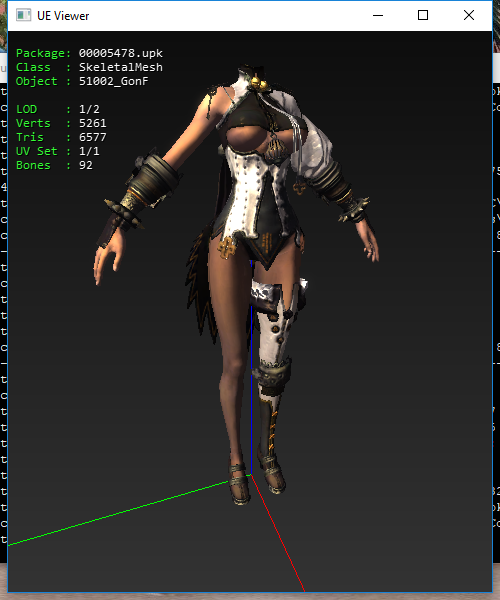 UE Viewer
Package: 00005478.upk
Class : SkeletalMesh
Object : 51002_GonF
LOD : 1/2
Verts : 5261
Tris : 6577
UV Set : 1/1
Bones : 92